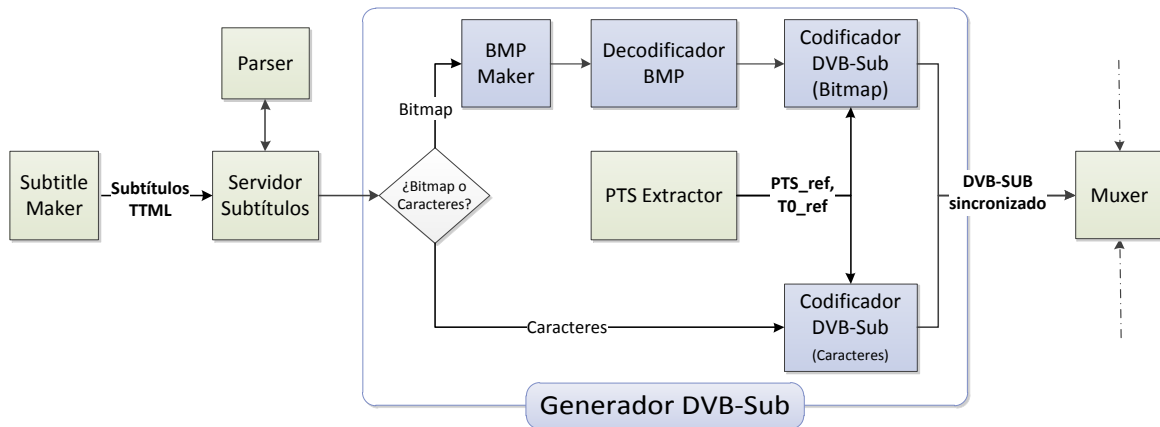 Parser
Subtitle
Maker
Subtítulos
TTML
Servidor
Subtítulos
¿Bitmap o
Caracteres?
Bitmap
BMP
Maker
Decodificador
BMP
Codificador
DVB-Sub
(Bitmap)
PTS Extractor
PTS_ref,
T0_ref
Caracteres
Codificador
DVB-Sub
(Caracteres)
DVB-SUB
sincronizado
Muxer
Generador DVB-Sub